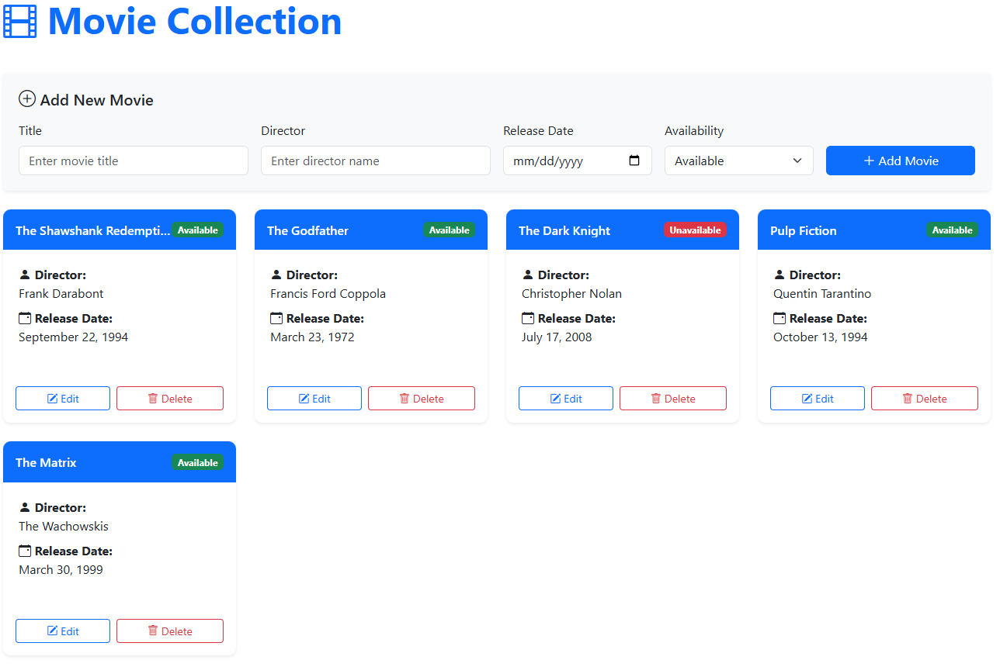 Movie Collection
Add New Movie
Title Director Release Date Availability
Enter movie title Enter director name mm/dd/yyyy Available + Add Movie
The Shawshank Redempti... Available
Director:
Frank Darabont
Release Date:
September 22, 1994
Edit Delete
The Godfather Available
Director:
Francis Ford Coppola
Release Date:
March 23, 1972
Edit Delete
The Dark Knight Unavailable
Director:
Christopher Nolan
Release Date:
July 17, 2008
Edit Delete
Pulp Fiction Available
Director:
Quentin Tarantino
Release Date:
October 13, 1994
Edit Delete
The Matrix Available
Director:
The Wachowskis
Release Date:
March 30, 1999
Edit Delete